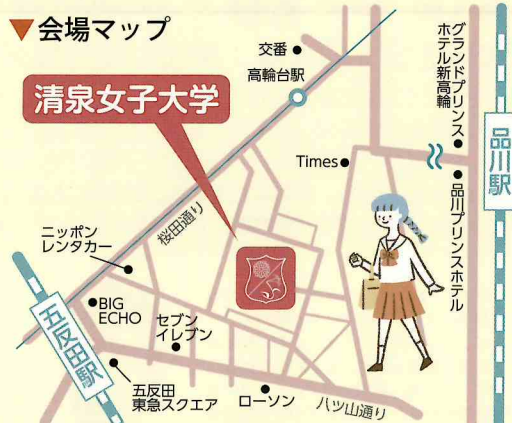 ▼会場マップ
交番
高輪台駅
グランドプリンス
ホテル新高輪
清泉女子大学
品川駅
Times
品川プリンスホテル
桜田通り
ニッポン
レンタカー
BIG
ECHO
セブン
イレブン
五反田駅
五反田
東急スクエア
ローソン
八ツ山通り